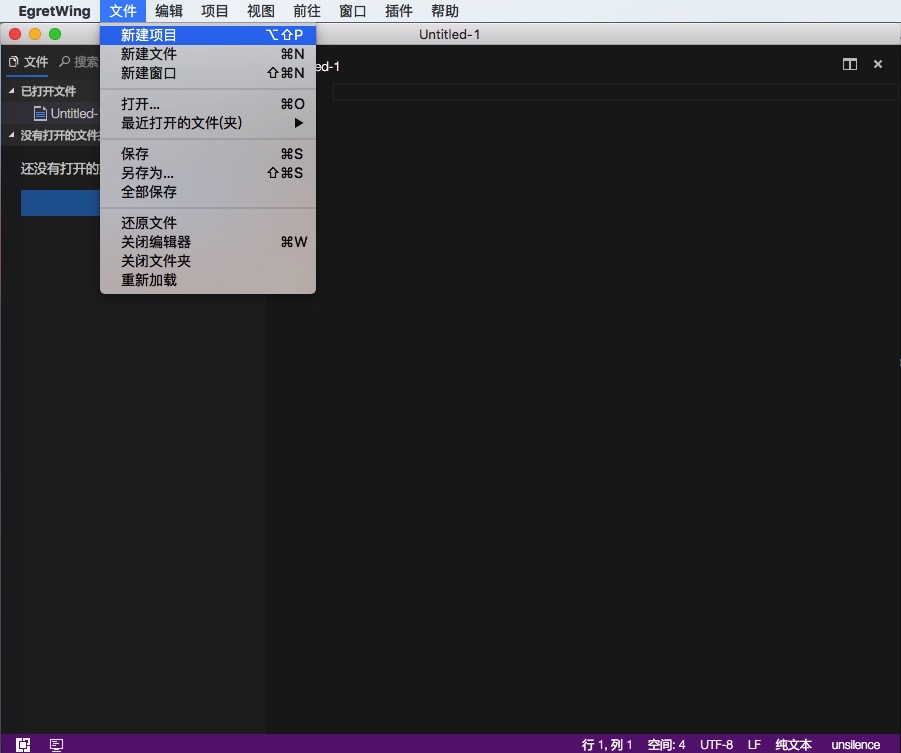 EgretWing 文件 编辑 项目 视图 前往 窗口 插件 帮助
Untitled-1
文件 搜索
新建项目 ⌥⇧P
新建文件 ⌘N
新建窗口 ⇧⌘N
打开... ⌘O
最近打开的文件(夹) ▶
保存 ⌘S
另存为... ⇧⌘S
全部保存
还原文件
关闭编辑器 ⌘W
关闭文件夹
重新加载
ed-1
已打开文件
Untitled-
没有打开的文件
还没有打开的
行 1, 列 1 空间: 4 UTF-8 LF 纯文本 unsilence